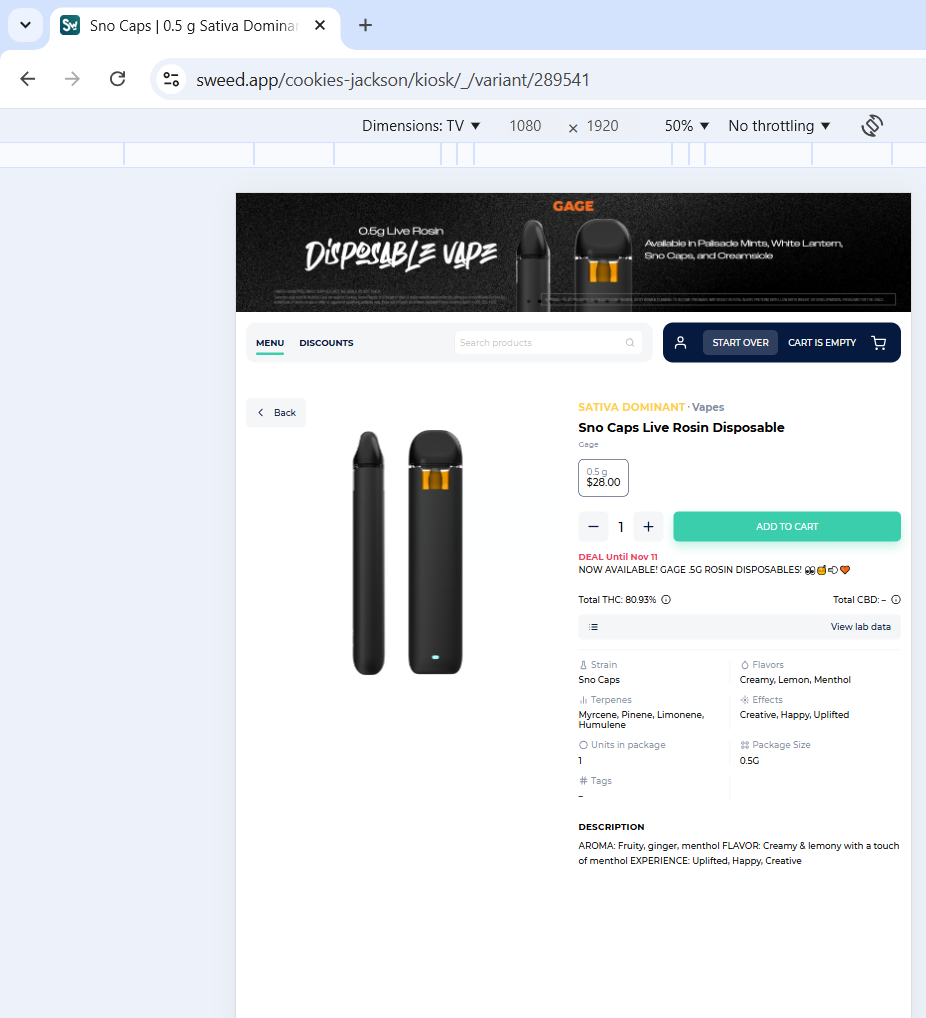 Sno Caps | 0.5 g Sativa Dominan
sweed.app/cookies-jackson/kiosk/_/variant/289541
Dimensions: TV 1080 × 1920 50% No throttling
GAGE
0.5g Live Rosin
DISPOSABLE VAPE
Available in Palisade Mints, White Lantern,
Sno Caps, and Creamsicle
MENU DISCOUNTS Search products START OVER CART IS EMPTY
Back
SATIVA DOMINANT · Vapes
Sno Caps Live Rosin Disposable
Gage
0.5 g
$28.00
− 1 + ADD TO CART
DEAL Until Nov 11
NOW AVAILABLE! GAGE .5G ROSIN DISPOSABLES! 👀🍯💨🧡
Total THC: 80.93% Total CBD: –
View lab data
Strain Flavors
Sno Caps Creamy, Lemon, Menthol
Terpenes Effects
Myrcene, Pinene, Limonene, Creative, Happy, Uplifted
Humulene
Units in package Package Size
1 0.5G
# Tags
–
DESCRIPTION
AROMA: Fruity, ginger, menthol FLAVOR: Creamy & lemony with a touch
of menthol EXPERIENCE: Uplifted, Happy, Creative